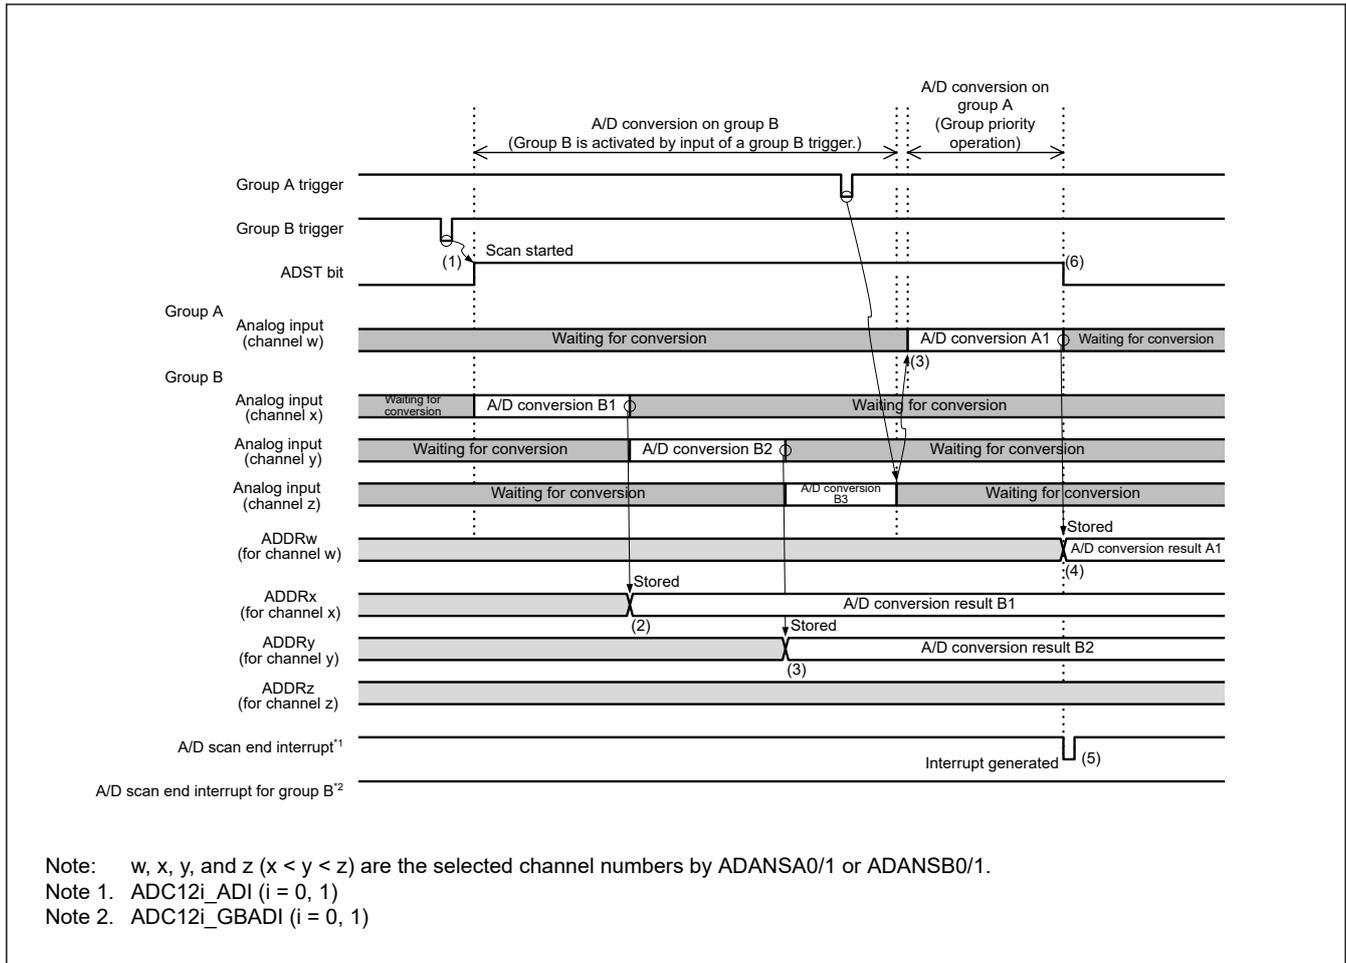 A/D conversion on
group A
(Group priority
operation)
A/D conversion on group B
(Group B is activated by input of a group B trigger.)
Group A trigger
Group B trigger
(1)
Scan started
ADST bit
(6)
Group A
Analog input
(channel w)
Waiting for conversion
A/D conversion A1
Waiting for conversion
(3)
Group B
Analog input
(channel x)
Waiting for
conversion
A/D conversion B1
Waiting for conversion
Analog input
(channel y)
Waiting for conversion
A/D conversion B2
Waiting for conversion
Analog input
(channel z)
Waiting for conversion
A/D conversion
B3
Waiting for conversion
ADDRw
(for channel w)
Stored
A/D conversion result A1
(4)
ADDRx
(for channel x)
Stored
A/D conversion result B1
(2)
ADDRy
(for channel y)
Stored
A/D conversion result B2
(3)
ADDRz
(for channel z)
A/D scan end interrupt*1
Interrupt generated
(5)
A/D scan end interrupt for group B*2
Note: w, x, y, and z (x < y < z) are the selected channel numbers by ADANSA0/1 or ADANSB0/1.
Note 1. ADC12i_ADI (i = 0, 1)
Note 2. ADC12i_GBADI (i = 0, 1)